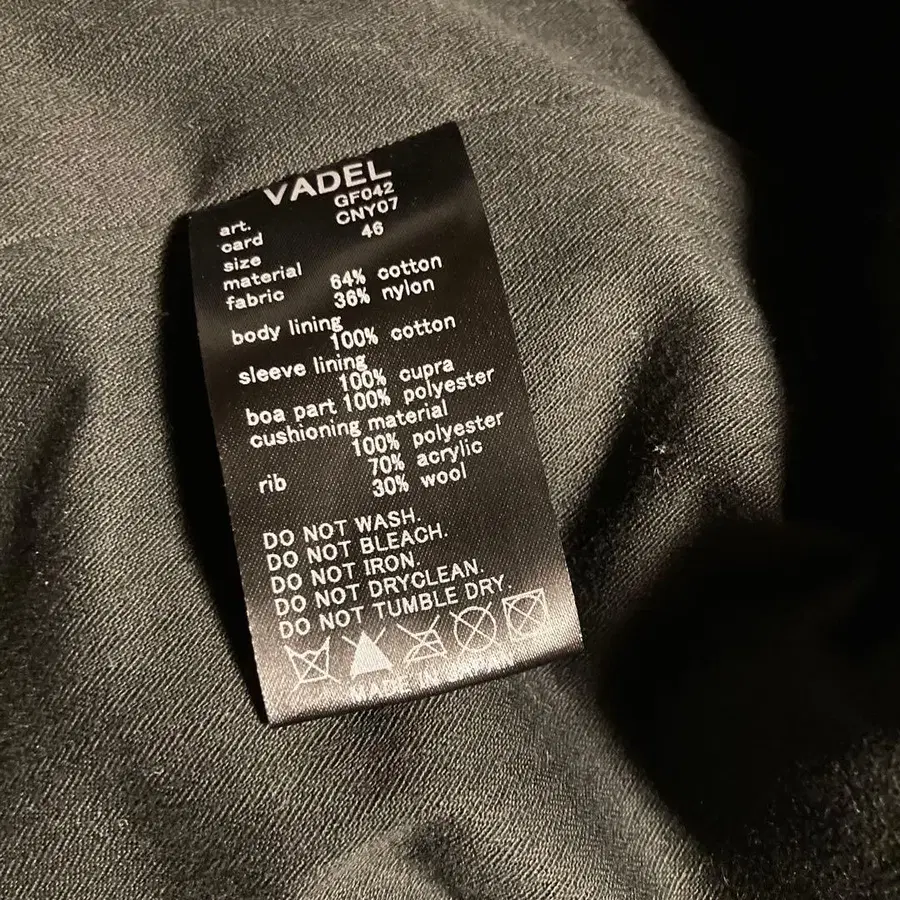 VADEL
art. GF042
card CNY07
size 46
material
fabric 64% cotton
36% nylon
body lining
100% cotton
sleeve lining
100% cupra
boa part 100% polyester
cushioning material
100% polyester
rib 70% acrylic
30% wool
DO NOT WASH.
DO NOT BLEACH.
DO NOT IRON.
DO NOT DRYCLEAN.
DO NOT TUMBLE DRY.